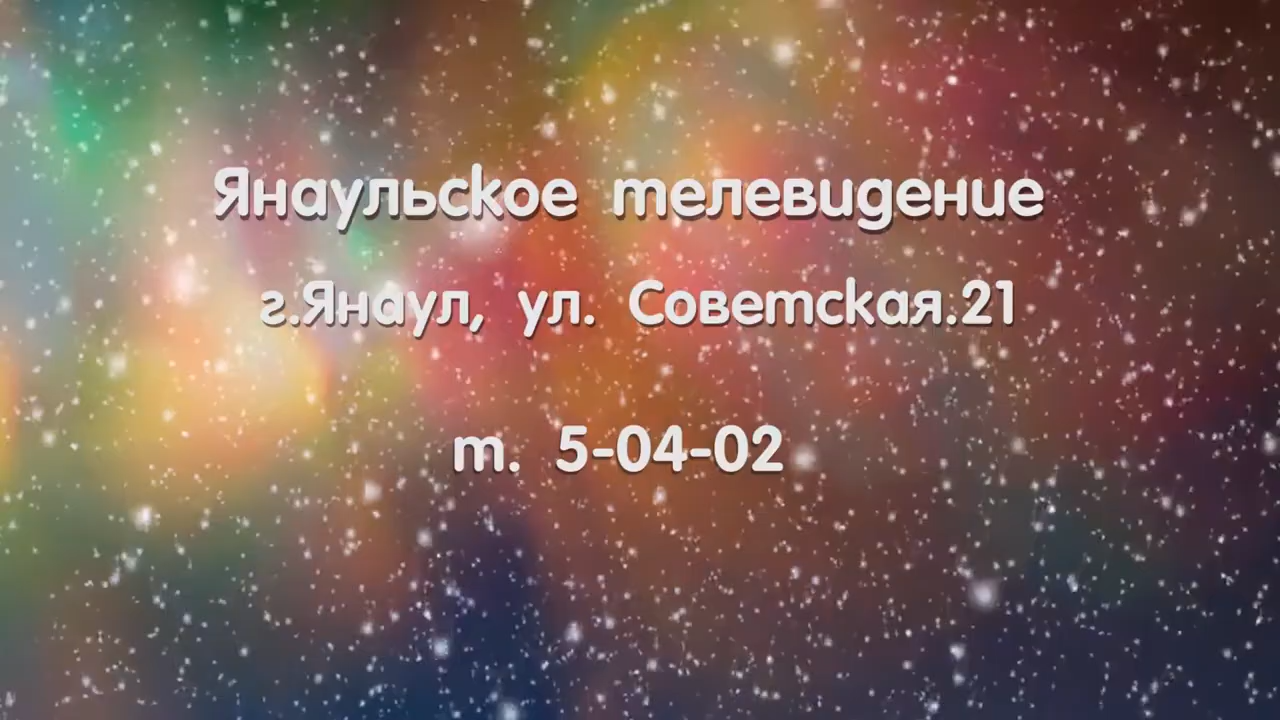 Янаульское телевидение
г.Янаул, ул. Советская.21
т. 5-04-02